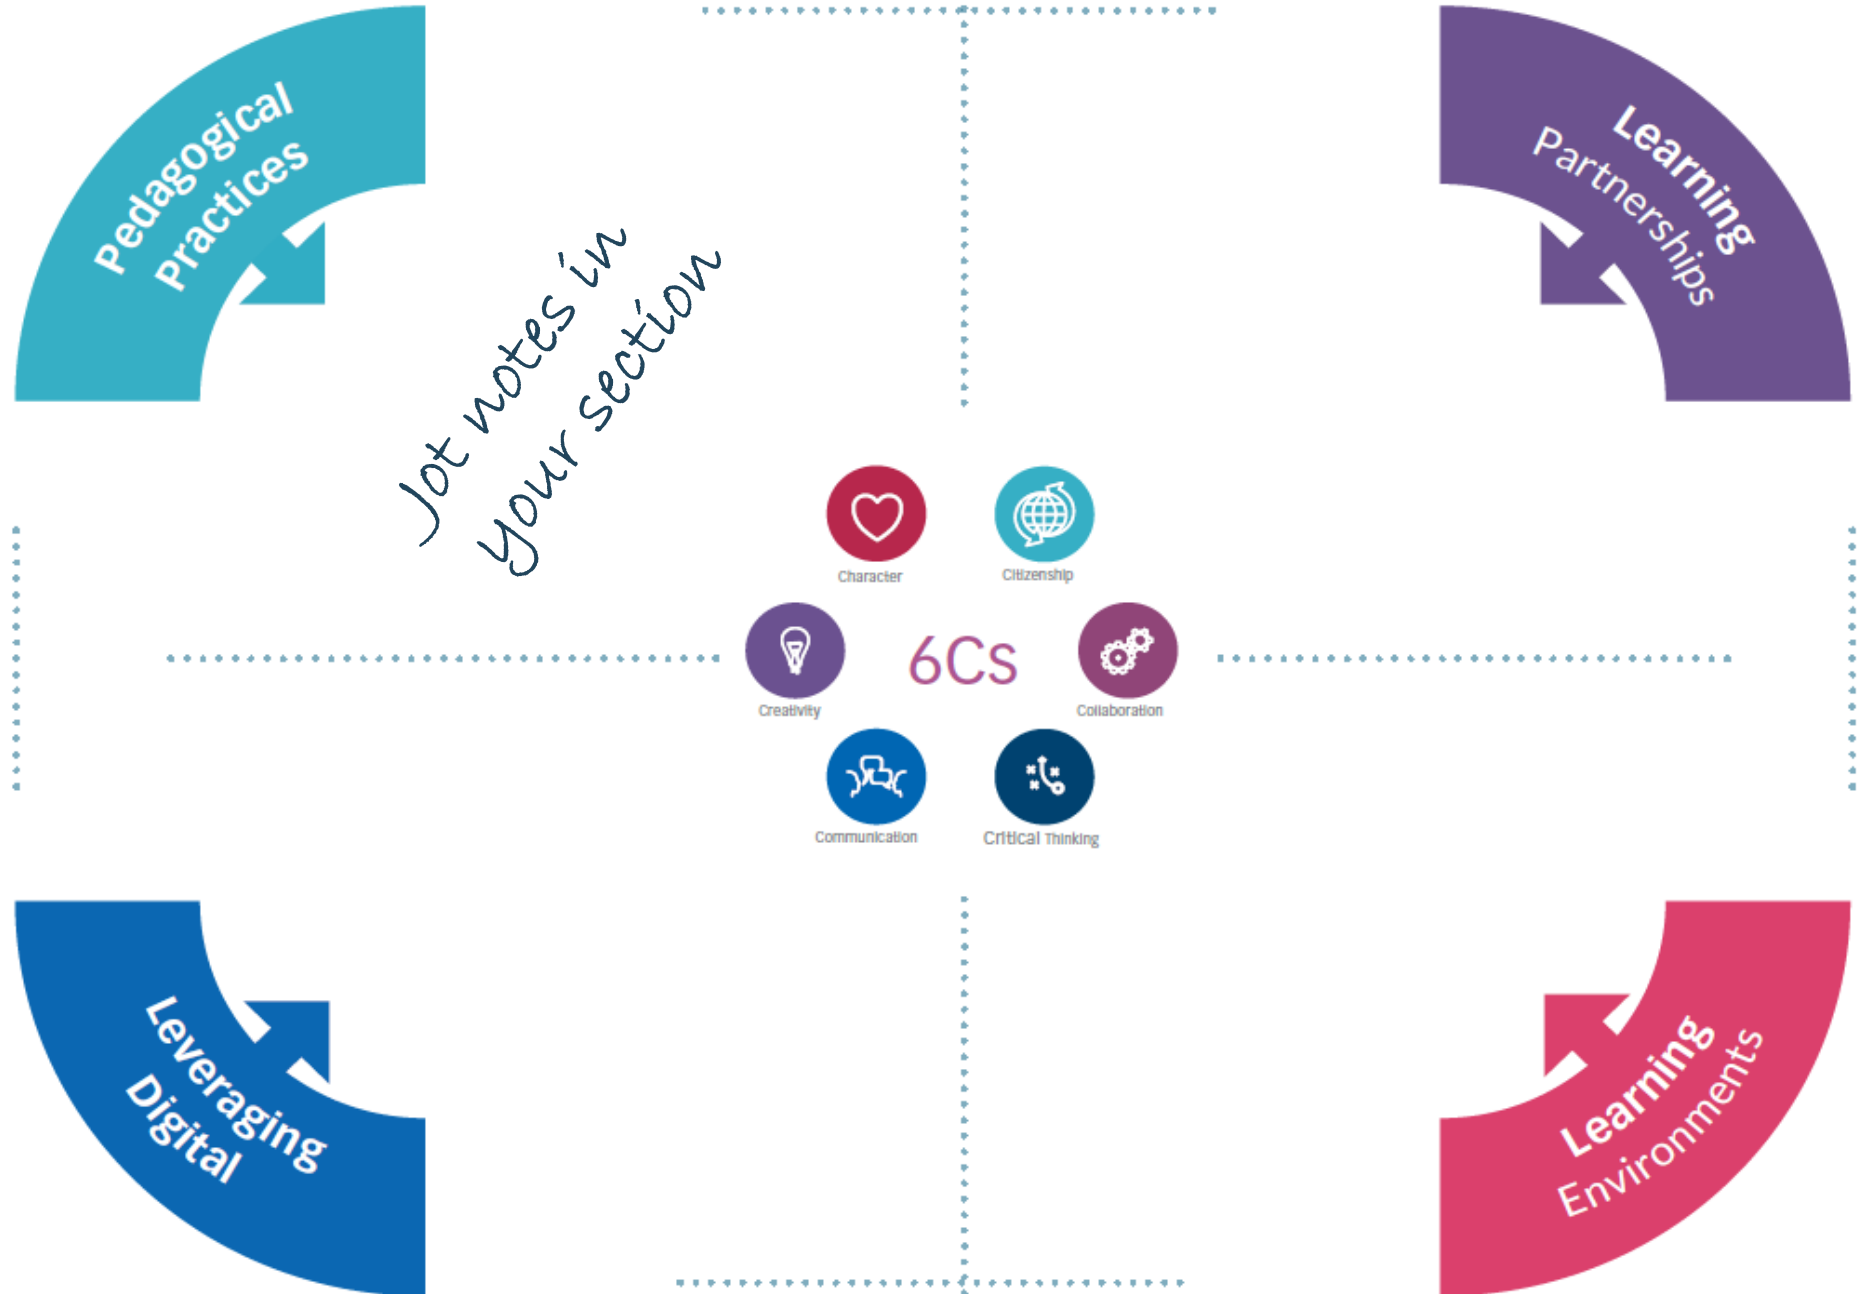 Pedagogical
Practices
Learning
Partnerships
Jot notes in
your section
Character
Citizenship
Creativity
6Cs
Collaboration
Communication
Critical Thinking
Leveraging
Digital
Learning
Environments